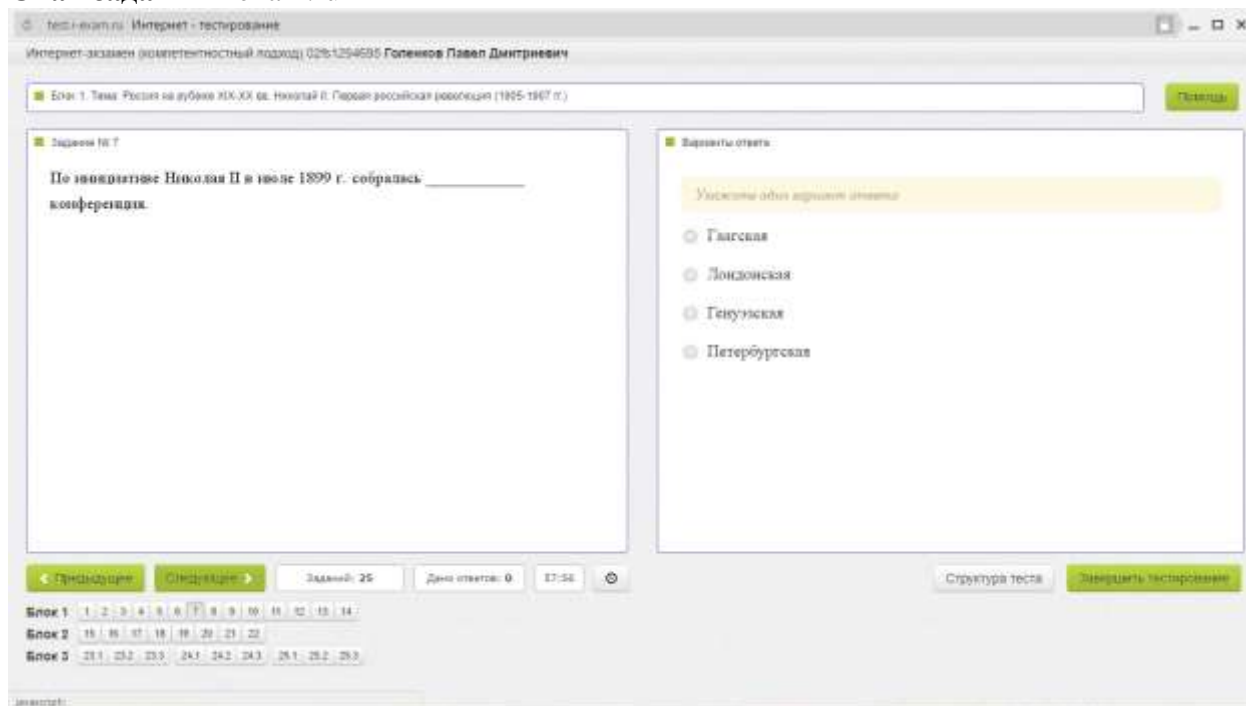 test.i-exam.ru Интернет - тестирование
Интернет-экзамен (компетентностный подход) Голенков Павел Дмитриевич
Блок 1. Тема: Россия на рубеже XIX-XX вв. Николай II. Первая российская революция (1905-1907 гг.)
Помощь
Задание № 7
По инициативе Николая II в июле 1899 г. собралась ___________
конференция.
Варианты ответа
Укажите один вариант ответа
Гаагская
Лондонская
Генуэзская
Петербургская
Предыдущее Следующее Заданий: 25 Дано ответов: 0 Структура теста Завершить тестирование
Блок 1 1 2 3 4 5 6 7 8 9 10 11 12 13 14
Блок 2 15 16 17 18 19 20 21 22
Блок 3 23.1 23.2 23.3 24.1 24.2 24.3 25.1 25.2 25.3